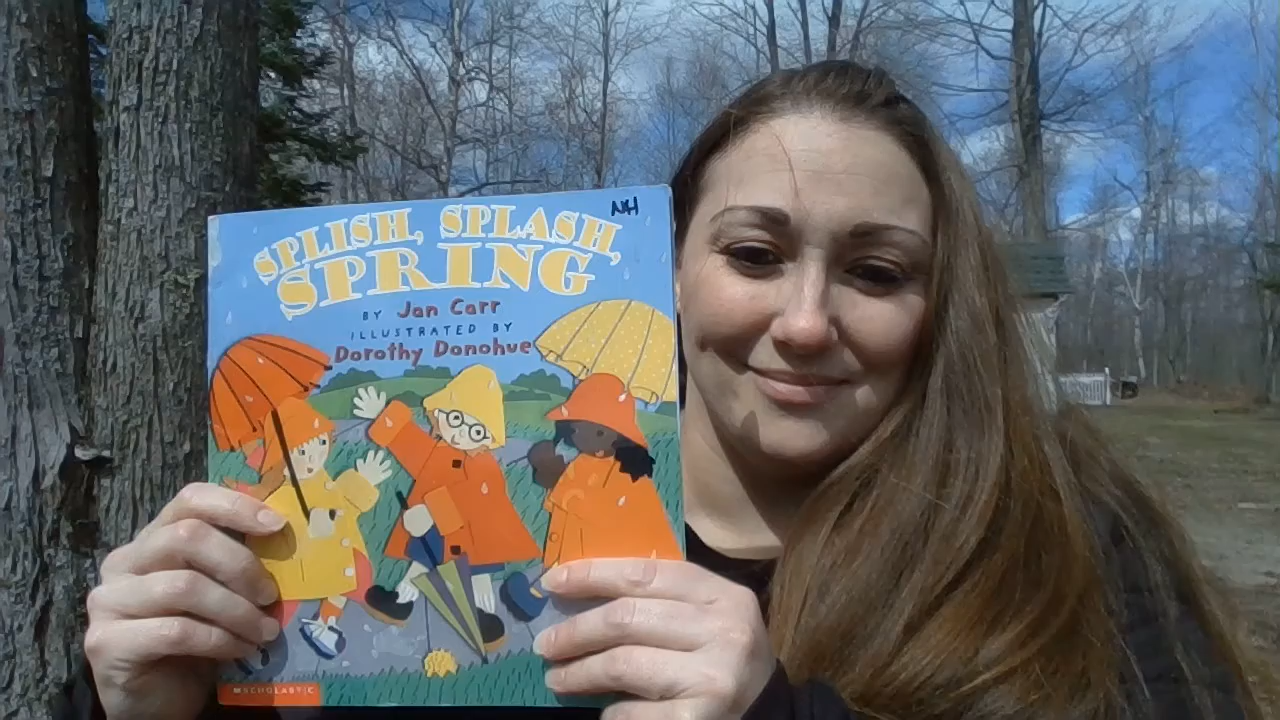 NH
SPLISH, SPLASH,
SPRING
BY Jan Carr
ILLUSTRATED BY
Dorothy Donohue
SCHOLASTIC